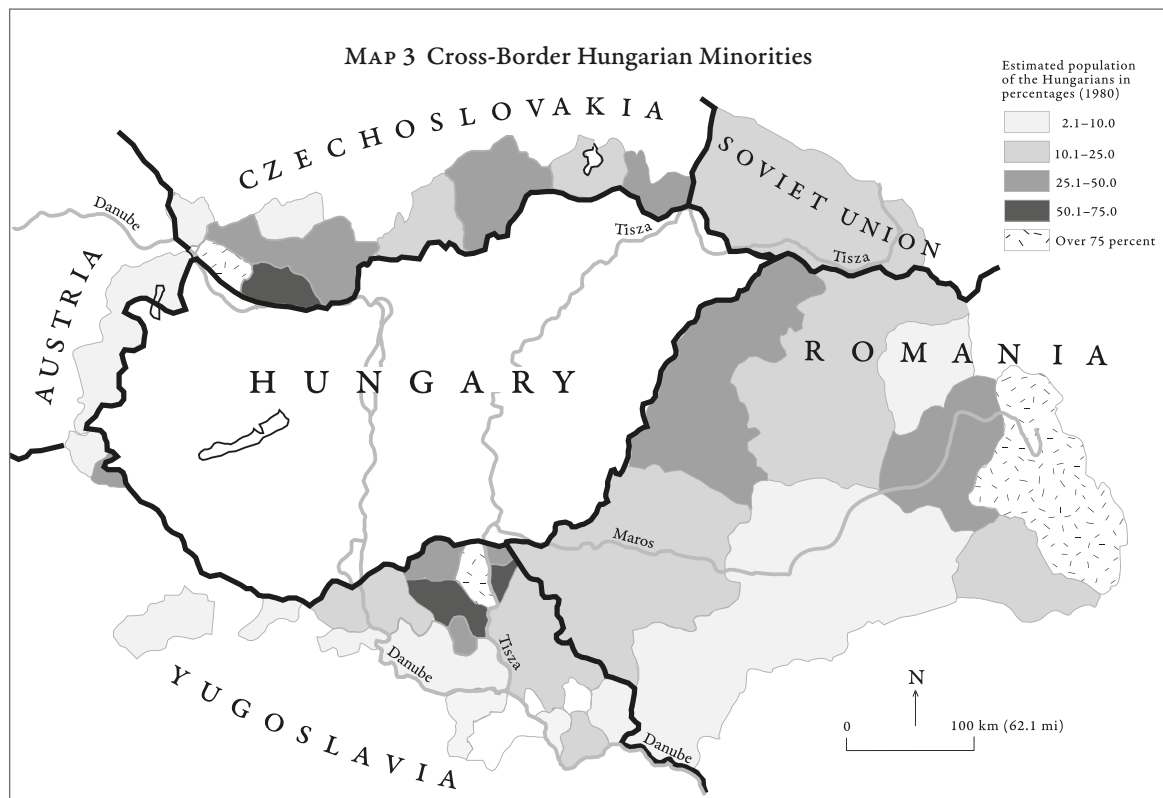 MAP 3 Cross-Border Hungarian Minorities
Estimated population
of the Hungarians in
percentages (1980)
2.1–10.0
10.1–25.0
25.1–50.0
50.1–75.0
Over 75 percent
CZECHOSLOVAKIA
SOVIET UNION
Danube
Tisza
Tisza
AUSTRIA
ROMANIA
HUNGARY
Maros
Tisza
Danube
YUGOSLAVIA
N
0
100 km (62.1 mi)
Danube